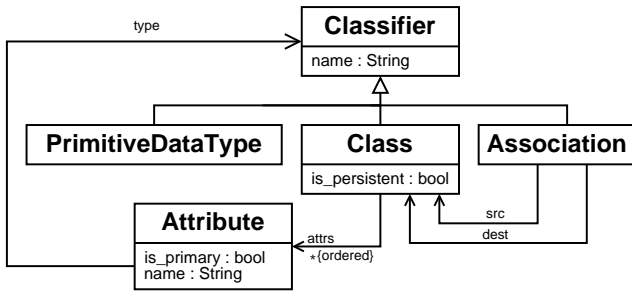 type
Classifier
name : String
PrimitiveDataType
Class
is_persistent : bool
Association
src
dest
Attribute
is_primary : bool
name : String
attrs
*{ordered}